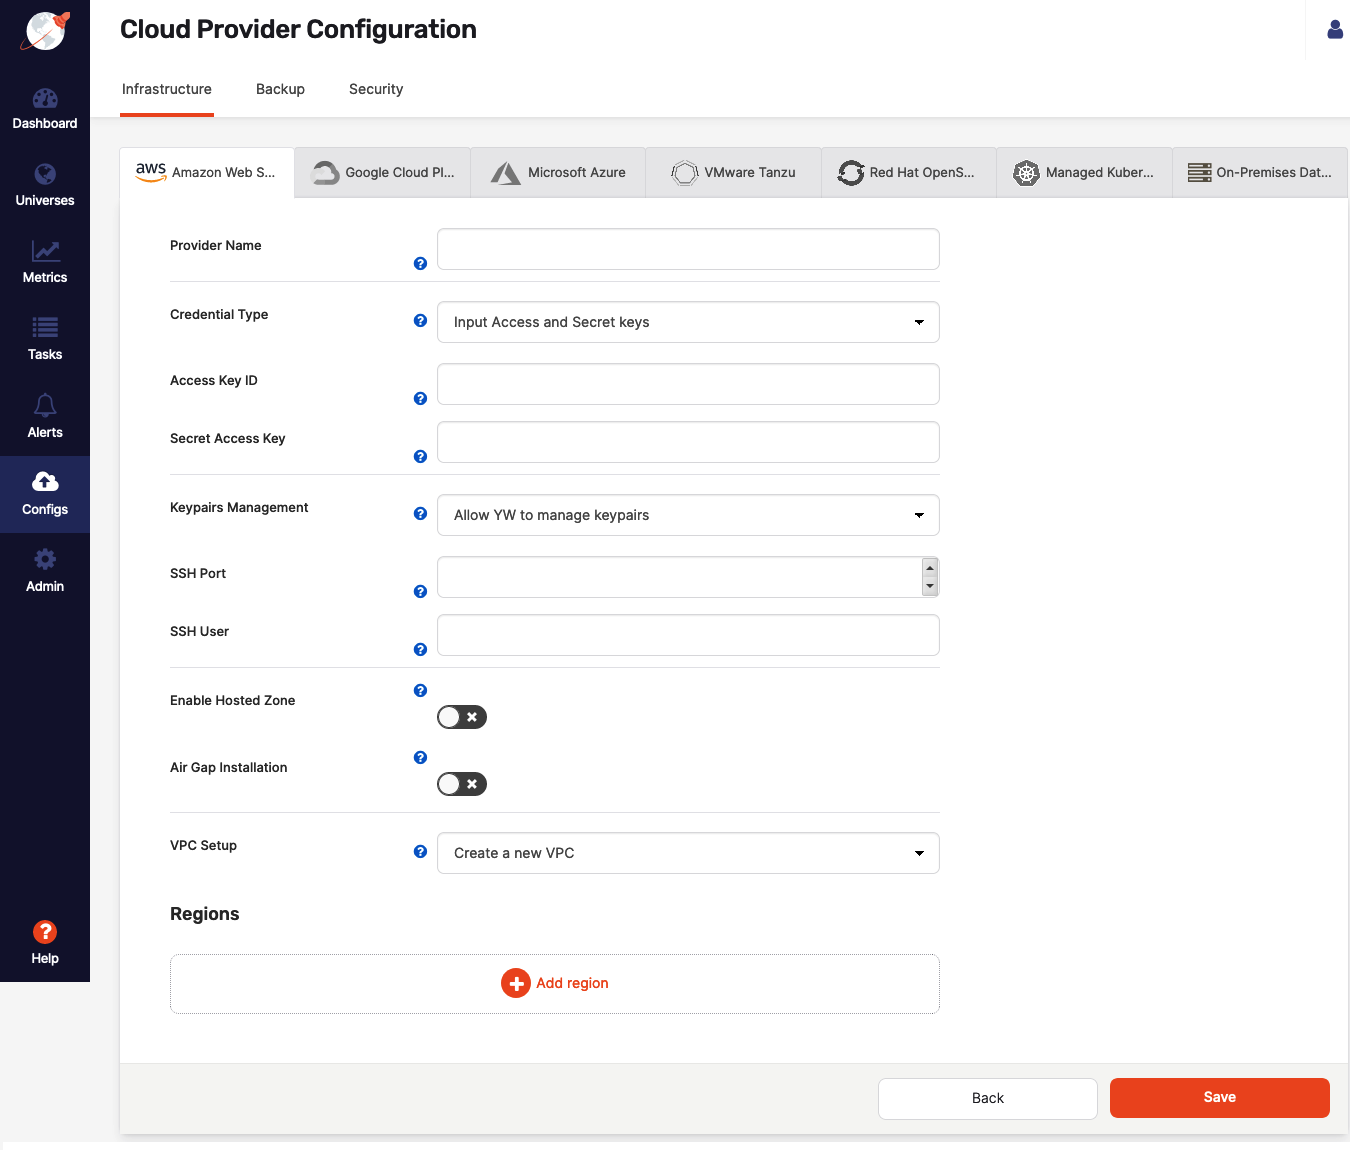 Cloud Provider Configuration
Infrastructure
Backup
Security
Dashboard
Universes
Metrics
Tasks
Alerts
Configs
Admin
Help
aws Amazon Web S...
Google Cloud Pl...
Microsoft Azure
VMware Tanzu
Red Hat OpenS...
Managed Kuber...
On-Premises Dat...
Provider Name
Credential Type
Input Access and Secret keys
Access Key ID
Secret Access Key
Keypairs Management
Allow YW to manage keypairs
SSH Port
SSH User
Enable Hosted Zone
Air Gap Installation
VPC Setup
Create a new VPC
Regions
Add region
Back
Save